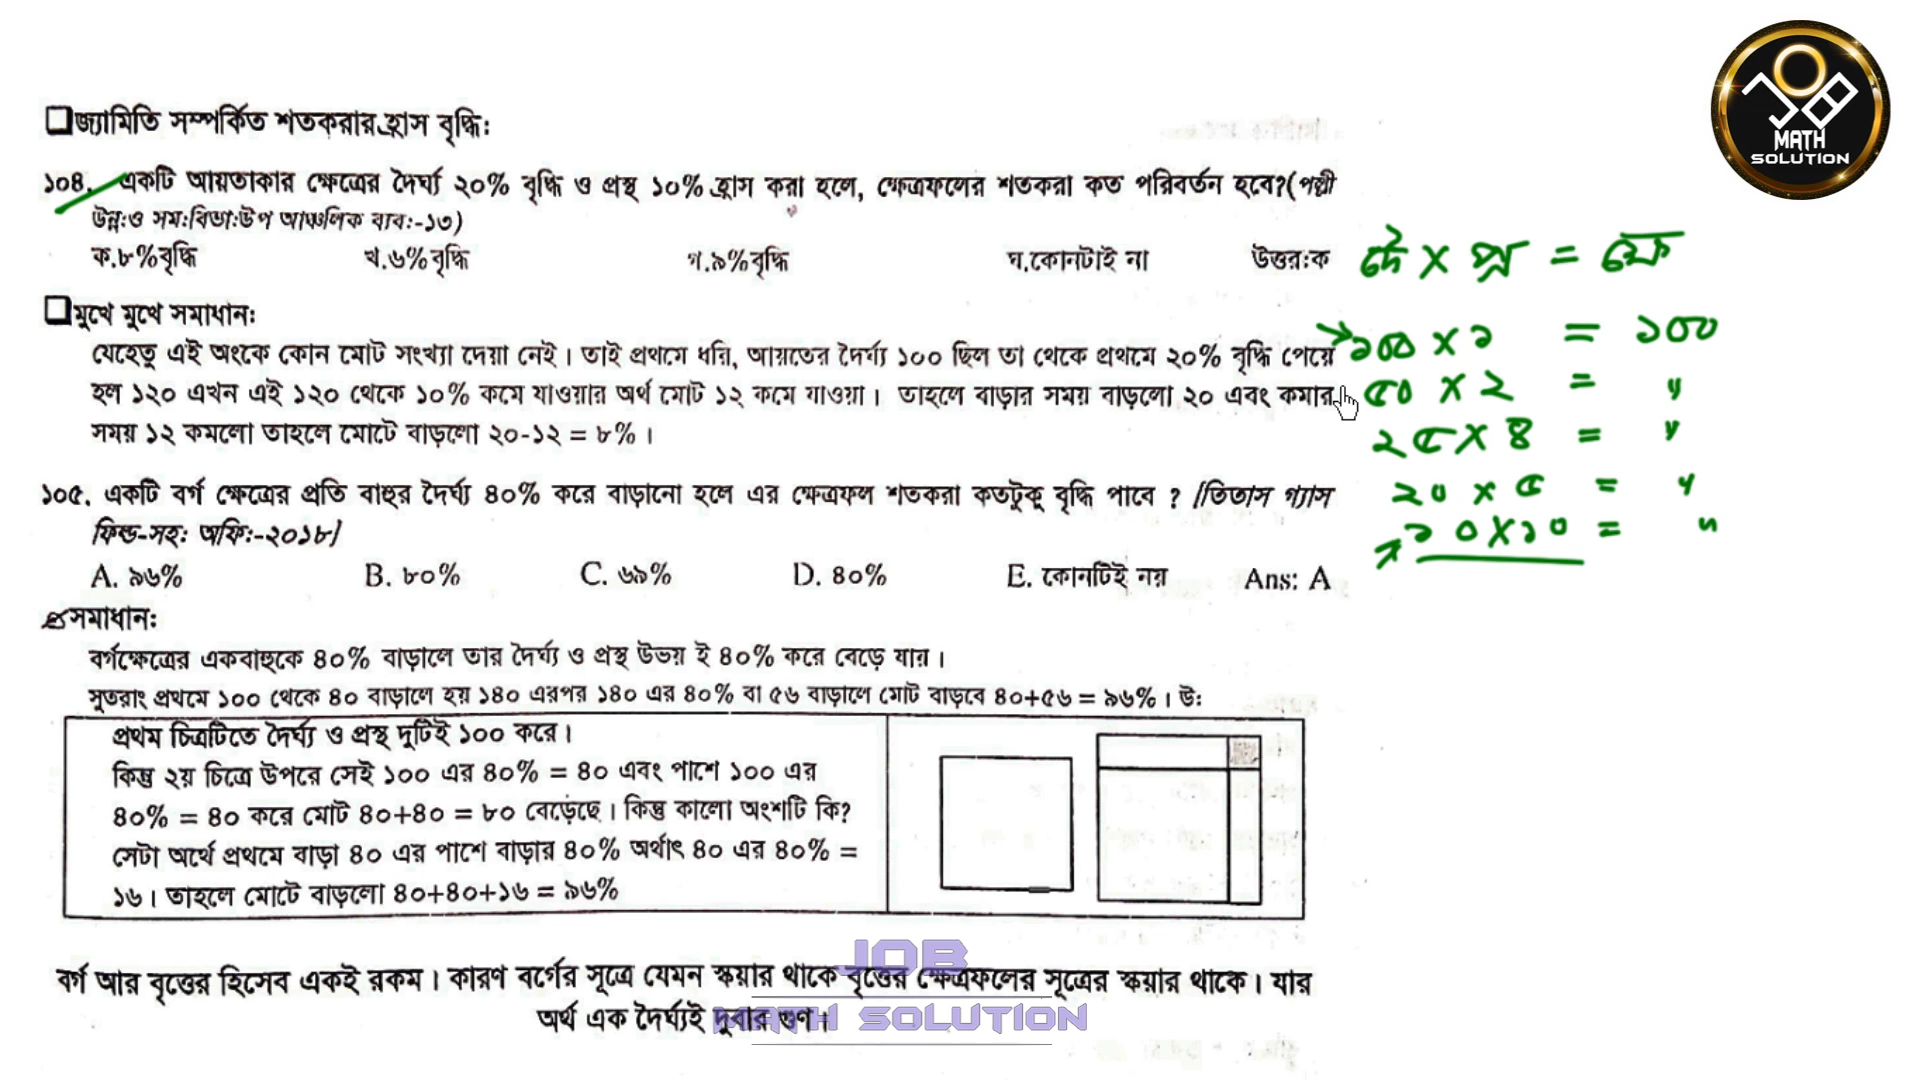 ❑জ্যামিতি সম্পর্কিত শতকরার হ্রাস বৃদ্ধি:
১০৪. একটি আয়তাকার ক্ষেত্রের দৈর্ঘ্য ২০% বৃদ্ধি ও প্রস্থ ১০% হ্রাস করা হলে, ক্ষেত্রফলের শতকরা কত পরিবর্তন হবে?(পল্লী
উন্ন:ও সম:বিভা:উপ আঞ্চলিক ব্যব:-১৩)
ক.৮%বৃদ্ধি খ.৬%বৃদ্ধি গ.৯%বৃদ্ধি ঘ.কোনটাই না উত্তর:ক
❑মুখে মুখে সমাধান:
যেহেতু এই অংকে কোন মোট সংখ্যা দেয়া নেই। তাই প্রথমে ধরি, আয়তের দৈর্ঘ্য ১০০ ছিল তা থেকে প্রথমে ২০% বৃদ্ধি পেয়ে
হল ১২০ এখন এই ১২০ থেকে ১০% কমে যাওয়ার অর্থ মোট ১২ কমে যাওয়া। তাহলে বাড়ার সময় বাড়লো ২০ এবং কমার
সময় ১২ কমলো তাহলে মোটে বাড়লো ২০-১২ = ৮%।
১০৫. একটি বর্গ ক্ষেত্রের প্রতি বাহুর দৈর্ঘ্য ৪০% করে বাড়ানো হলে এর ক্ষেত্রফল শতকরা কতটুকু বৃদ্ধি পাবে ? [তিতাস গ্যাস
ফিল্ড-সহ: অফি:-২০১৮]
A. ৯৬% B. ৮০% C. ৬৯% D. ৪০% E. কোনটিই নয় Ans: A
✍সমাধান:
বর্গক্ষেত্রের একবাহুকে ৪০% বাড়ালে তার দৈর্ঘ্য ও প্রস্থ উভয় ই ৪০% করে বেড়ে যায়।
সুতরাং প্রথমে ১০০ থেকে ৪০ বাড়ালে হয় ১৪০ এরপর ১৪০ এর ৪০% বা ৫৬ বাড়ালে মোট বাড়বে ৪০+৫৬ = ৯৬%। উ:
প্রথম চিত্রটিতে দৈর্ঘ্য ও প্রস্থ দুটিই ১০০ করে।
কিন্তু ২য় চিত্রে উপরে সেই ১০০ এর ৪০% = ৪০ এবং পাশে ১০০ এর
৪০% = ৪০ করে মোট ৪০+৪০ = ৮০ বেড়েছে। কিন্তু কালো অংশটি কি?
সেটা অর্থে প্রথমে বাড়া ৪০ এর পাশে বাড়ার ৪০% অর্থাৎ ৪০ এর ৪০% =
১৬। তাহলে মোটে বাড়লো ৪০+৪০+১৬ = ৯৬%
বর্গ আর বৃত্তের হিসেব একই রকম। কারণ বর্গের সূত্রে যেমন স্কয়ার থাকে বৃত্তের ক্ষেত্রফলের সূত্রের স্কয়ার থাকে। যার
অর্থ এক দৈর্ঘ্যই দুবার গুণ।
দৈ × প্র = ক্ষে
১০০ × ১ = ১০০
৫০ × ২ = "
২৫ × ৪ = "
২০ × ৫ = "
১০ × ১০ = "
JOB
MATH SOLUTION
JOB
MATH
SOLUTION